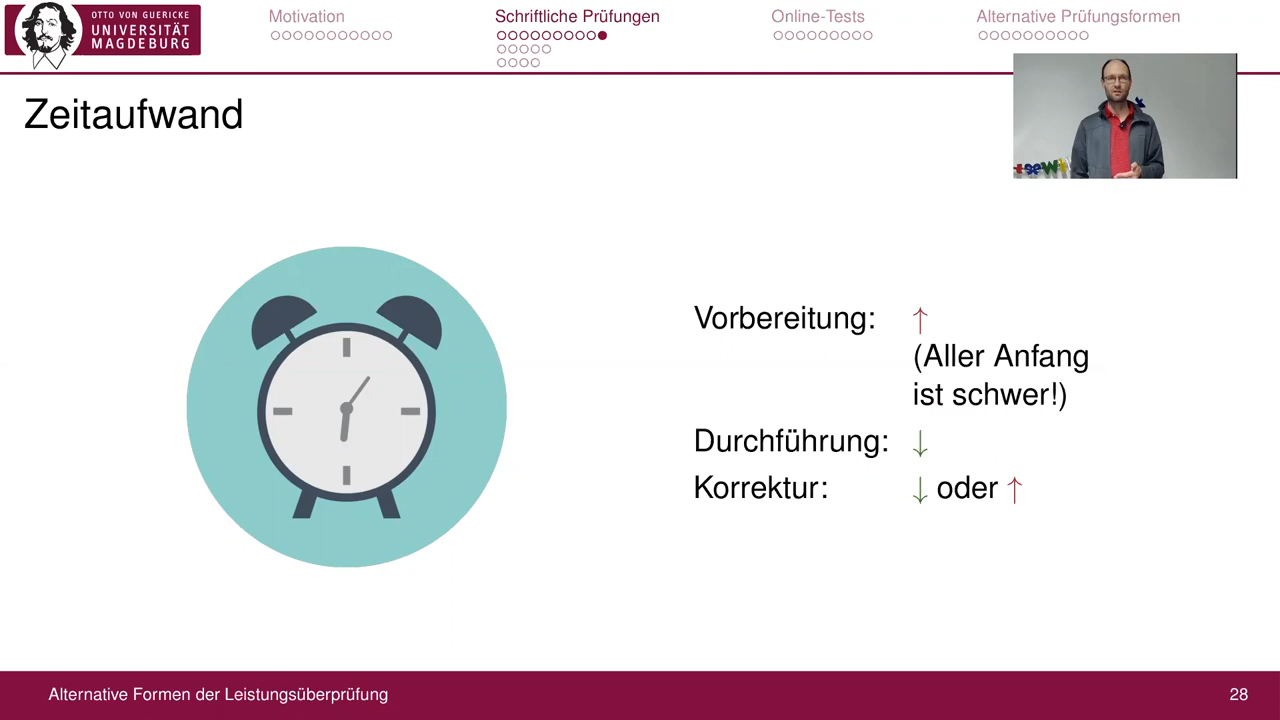 OTTO VON GUERICKE
UNIVERSITÄT
MAGDEBURG
Motivation
Schriftliche Prüfungen
Online-Tests
Alternative Prüfungsformen
Zeitaufwand
Vorbereitung: ↑
(Aller Anfang
ist schwer!)
Durchführung: ↓
Korrektur: ↓ oder ↑
Alternative Formen der Leistungsüberprüfung
28